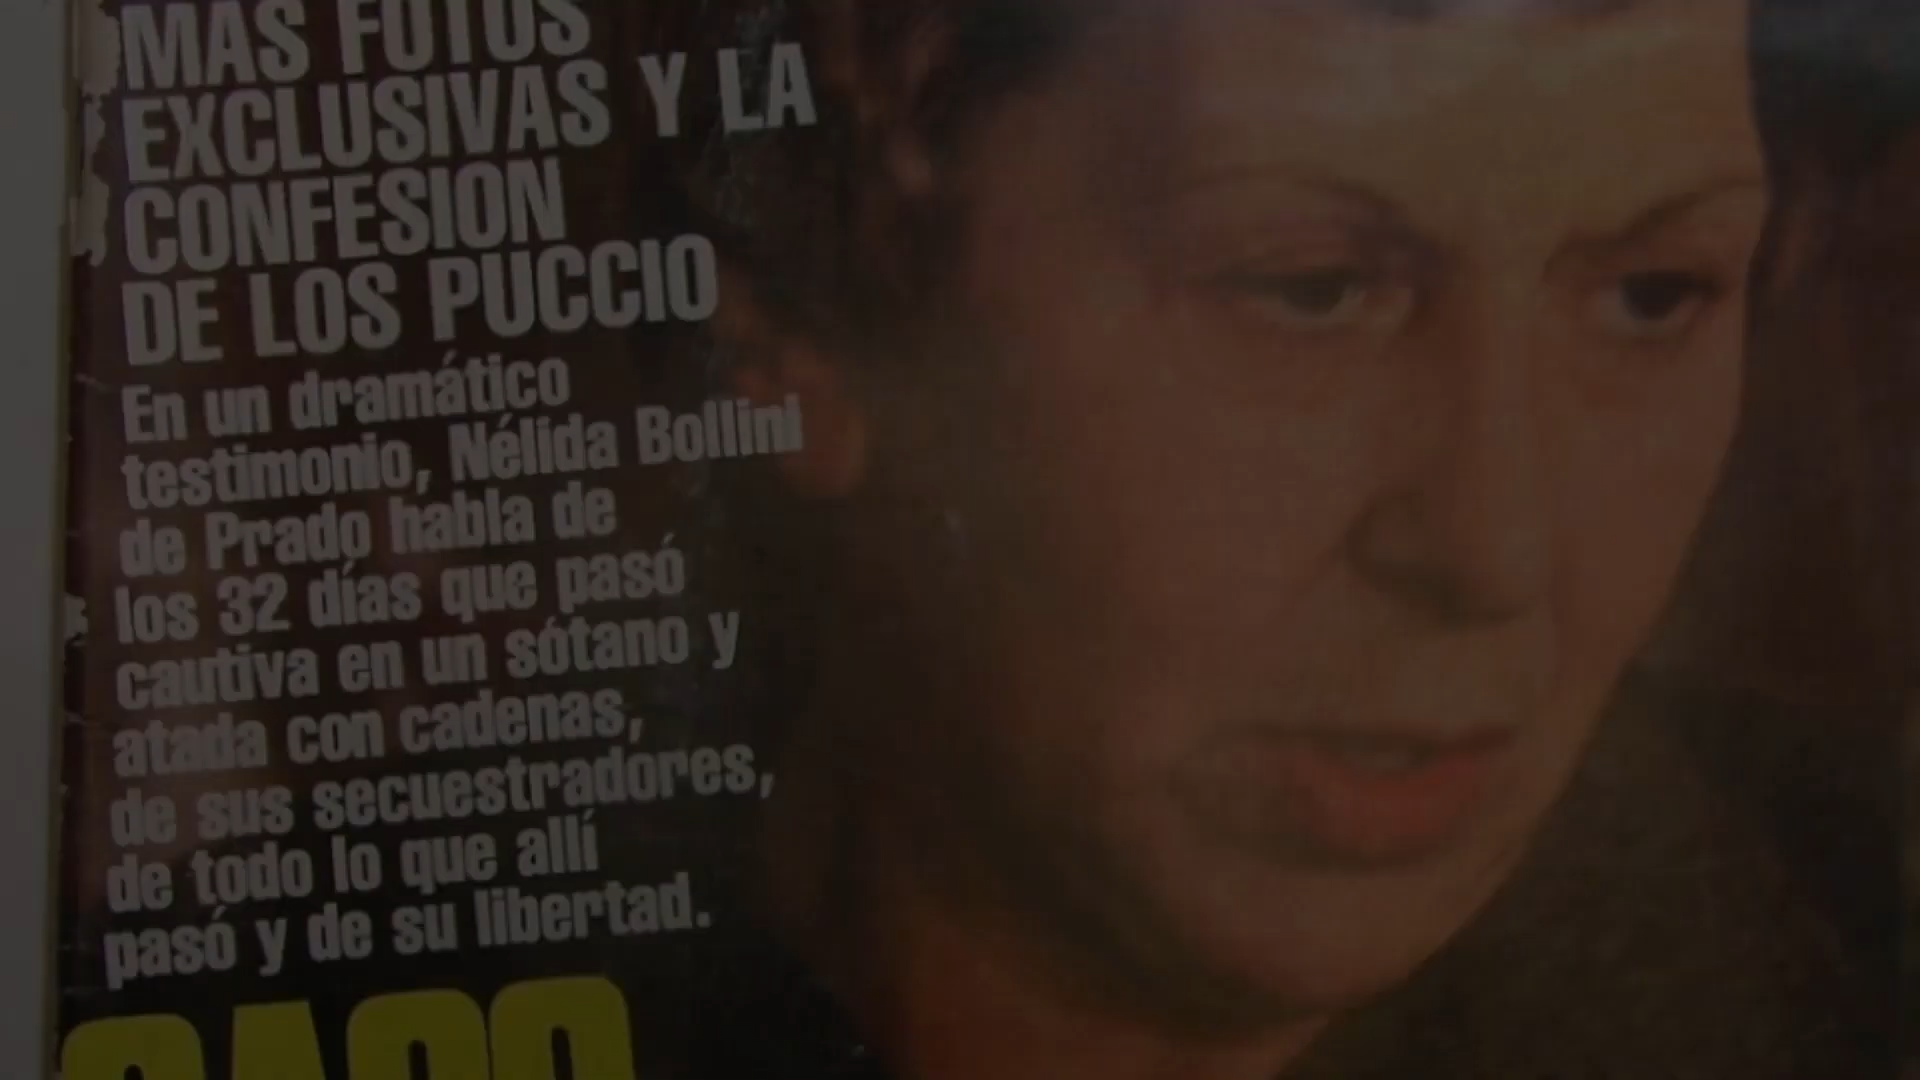 MAS FOTOS
EXCLUSIVAS Y LA
CONFESION
DE LOS PUCCIO
En un dramático
testimonio, Nélida Bollini
de Prado habla de
los 32 días que pasó
cautiva en un sótano y
atada con cadenas,
de sus secuestradores,
de todo lo que allí
pasó y de su libertad.